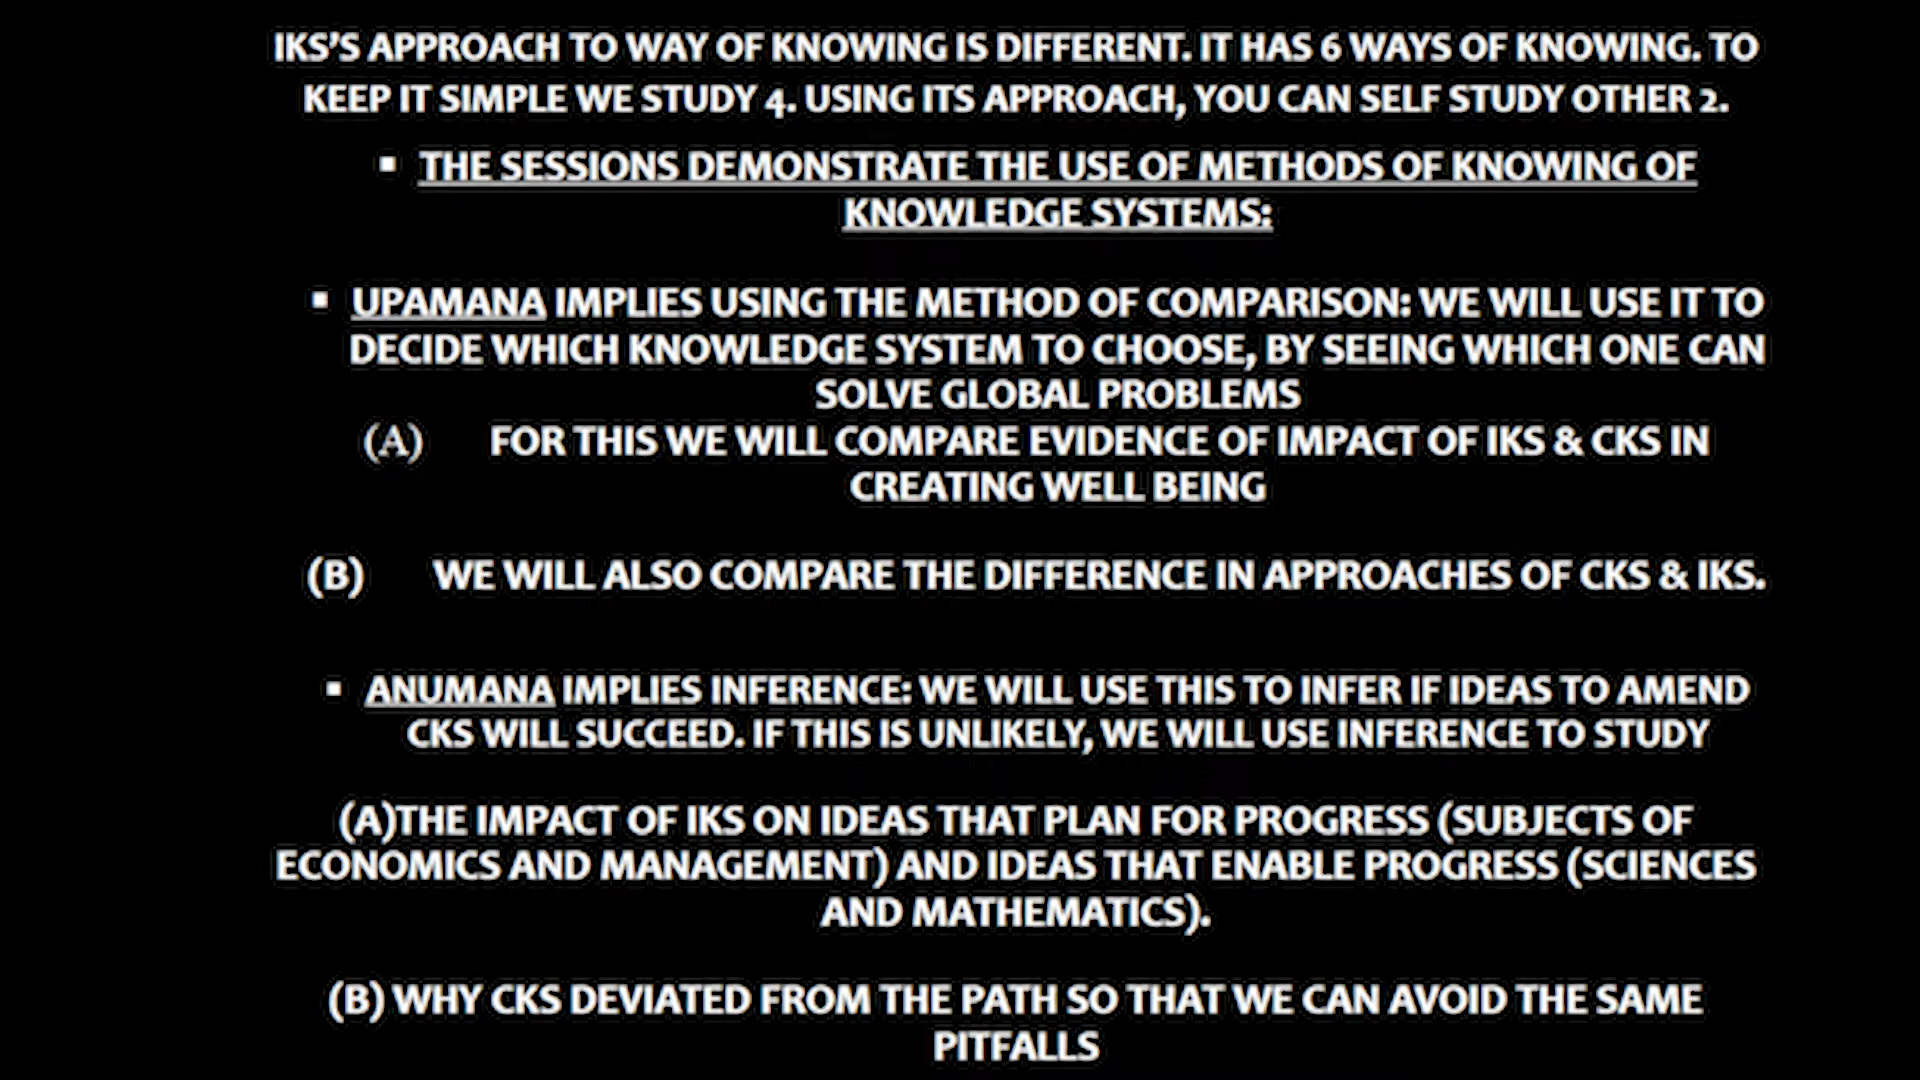 IKS'S APPROACH TO WAY OF KNOWING IS DIFFERENT. IT HAS 6 WAYS OF KNOWING. TO
KEEP IT SIMPLE WE STUDY 4. USING ITS APPROACH, YOU CAN SELF STUDY OTHER 2.
▪ THE SESSIONS DEMONSTRATE THE USE OF METHODS OF KNOWING OF
KNOWLEDGE SYSTEMS:
▪ UPAMANA IMPLIES USING THE METHOD OF COMPARISON: WE WILL USE IT TO
DECIDE WHICH KNOWLEDGE SYSTEM TO CHOOSE, BY SEEING WHICH ONE CAN
SOLVE GLOBAL PROBLEMS
(A) FOR THIS WE WILL COMPARE EVIDENCE OF IMPACT OF IKS & CKS IN
CREATING WELL BEING
(B) WE WILL ALSO COMPARE THE DIFFERENCE IN APPROACHES OF CKS & IKS.
▪ ANUMANA IMPLIES INFERENCE: WE WILL USE THIS TO INFER IF IDEAS TO AMEND
CKS WILL SUCCEED. IF THIS IS UNLIKELY, WE WILL USE INFERENCE TO STUDY
(A)THE IMPACT OF IKS ON IDEAS THAT PLAN FOR PROGRESS (SUBJECTS OF
ECONOMICS AND MANAGEMENT) AND IDEAS THAT ENABLE PROGRESS (SCIENCES
AND MATHEMATICS).
(B) WHY CKS DEVIATED FROM THE PATH SO THAT WE CAN AVOID THE SAME
PITFALLS